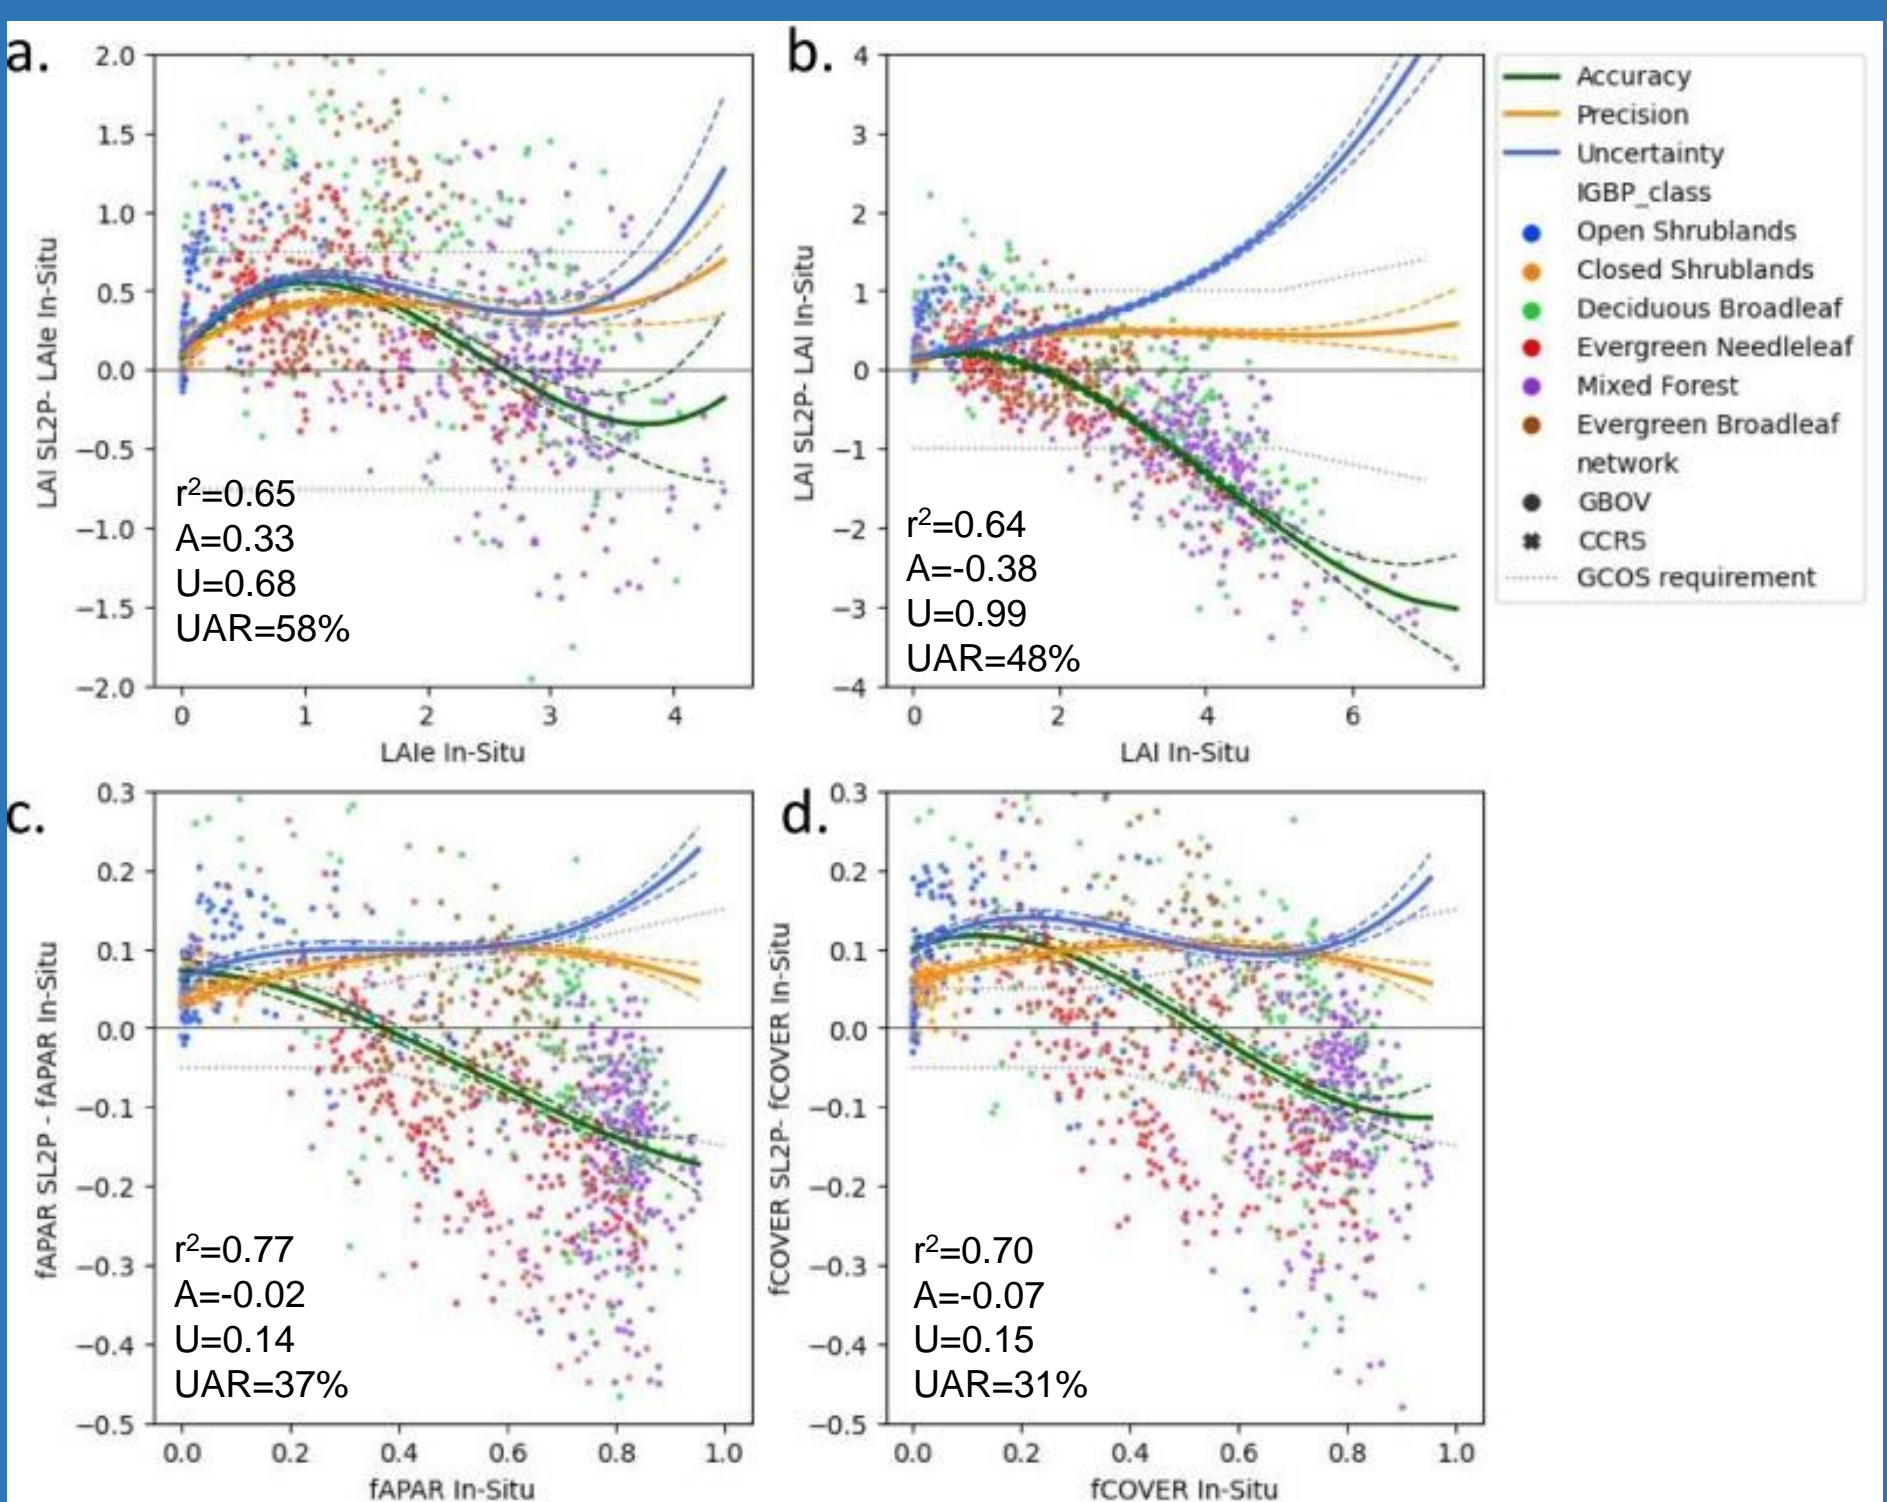 a.
2.0
1.5
1.0
0.5
0.0
−0.5
−1.0
−1.5
−2.0
LAI SL2P- LAIe In-Situ
r²=0.65
A=0.33
U=0.68
UAR=58%
0 1 2 3 4
LAIe In-Situ
b.
4
3
2
1
0
−1
−2
−3
−4
LAI SL2P- LAI In-Situ
r²=0.64
A=-0.38
U=0.99
UAR=48%
0 2 4 6
LAI In-Situ
Accuracy
Precision
Uncertainty
IGBP_class
Open Shrublands
Closed Shrublands
Deciduous Broadleaf
Evergreen Needleleaf
Mixed Forest
Evergreen Broadleaf
network
GBOV
CCRS
GCOS requirement
c.
0.3
0.2
0.1
0.0
−0.1
−0.2
−0.3
−0.4
−0.5
fAPAR SL2P - fAPAR In-Situ
r²=0.77
A=-0.02
U=0.14
UAR=37%
0.0 0.2 0.4 0.6 0.8 1.0
fAPAR In-Situ
d.
0.3
0.2
0.1
0.0
−0.1
−0.2
−0.3
−0.4
−0.5
fCOVER SL2P- fCOVER In-Situ
r²=0.70
A=-0.07
U=0.15
UAR=31%
0.0 0.2 0.4 0.6 0.8 1.0
fCOVER In-Situ